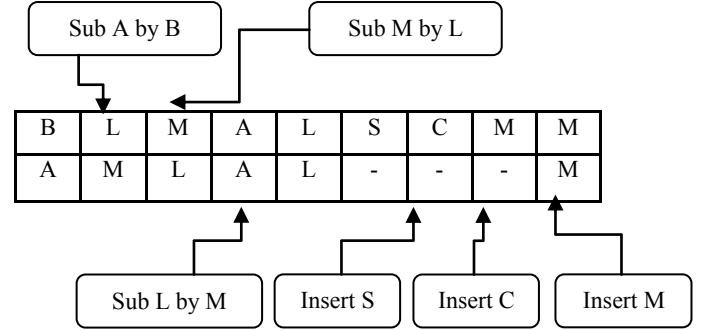 Sub A by B Sub M by L
B L M A L S C M M
A M L A L - - - M
Sub L by M Insert S Insert C Insert M